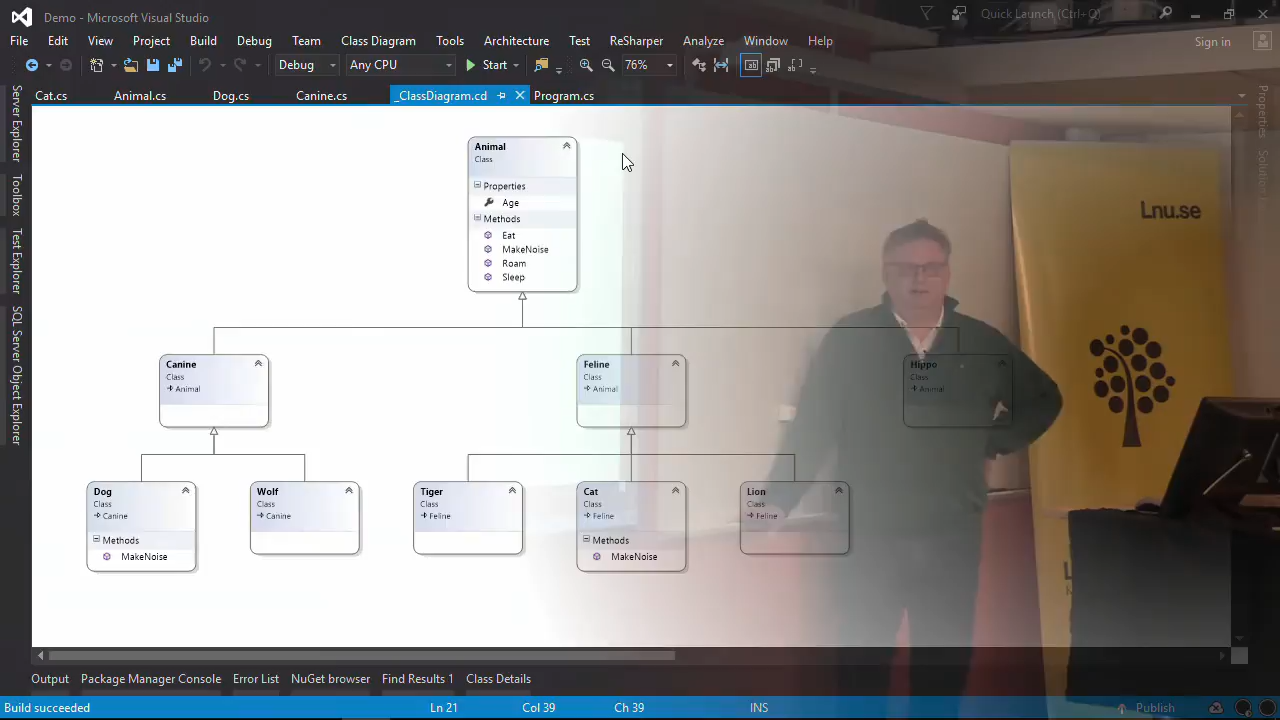 Demo - Microsoft Visual Studio
Quick Launch (Ctrl+Q)
File Edit View Project Build Debug Team Class Diagram Tools Architecture Test ReSharper Analyze Window Help
Sign in
Debug Any CPU Start 76%
Cat.cs Animal.cs Dog.cs Canine.cs _ClassDiagram.cd Program.cs
Server Explorer
Toolbox
Test Explorer
SQL Server Object Explorer
Properties
Animal
Class
Properties
Age
Methods
Eat
MakeNoise
Roam
Sleep
Lnu.se
Canine
Class
Animal
Feline
Class
Animal
Hippo
Class
Animal
Dog
Class
Canine
Methods
MakeNoise
Wolf
Class
Canine
Tiger
Class
Feline
Cat
Class
Feline
Methods
MakeNoise
Lion
Class
Feline
Output Package Manager Console Error List NuGet browser Find Results 1 Class Details
Build succeeded Ln 21 Col 39 Ch 39 INS Publish